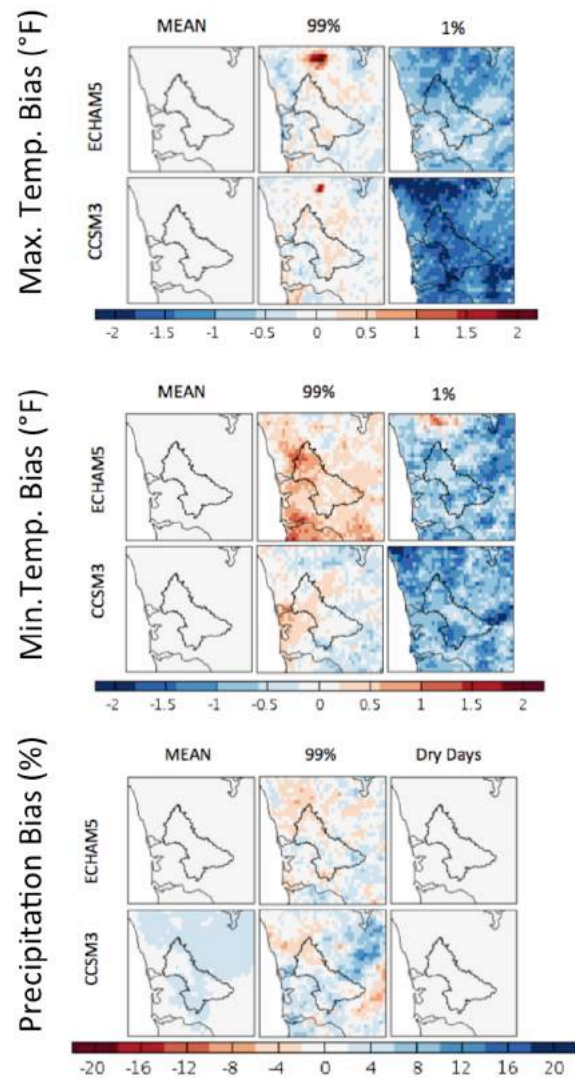 Max. Temp. Bias (°F)
MEAN 99% 1%
ECHAM5
CCSM3
-2 -1.5 -1 -0.5 0 0.5 1 1.5 2
Min.Temp. Bias (°F)
MEAN 99% 1%
ECHAM5
CCSM3
-2 -1.5 -1 -0.5 0 0.5 1 1.5 2
Precipitation Bias (%)
MEAN 99% Dry Days
ECHAM5
CCSM3
-20 -16 -12 -8 -4 0 4 8 12 16 20